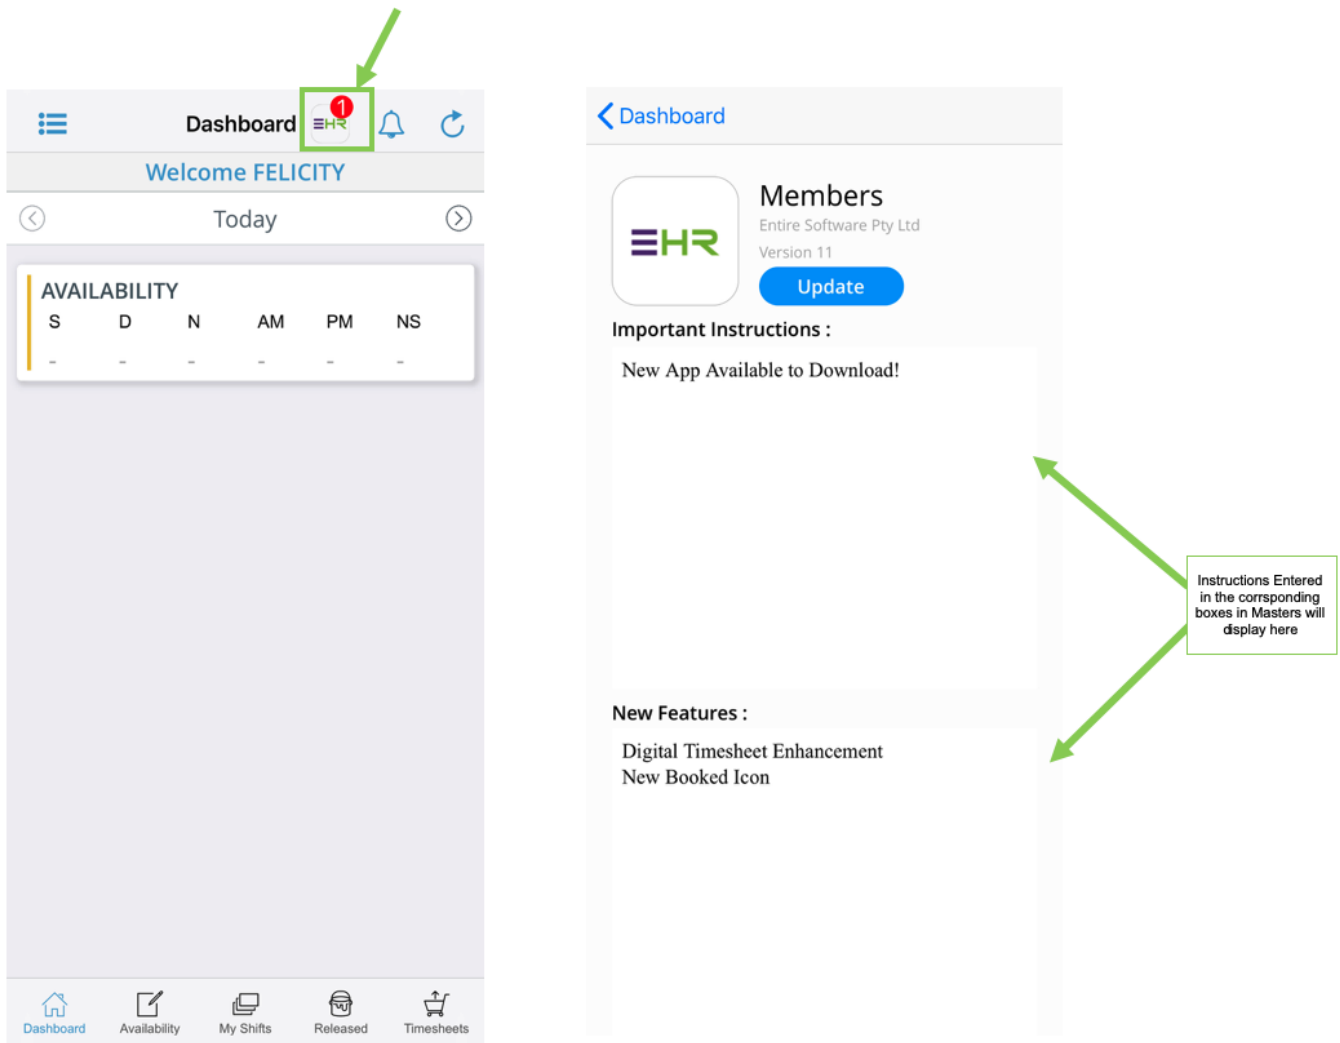 Dashboard
EHR
1
Welcome FELICITY
Today
AVAILABILITY
S D N AM PM NS
- - - - - -
Dashboard Availability My Shifts Released Timesheets
Dashboard
EHR
Members
Entire Software Pty Ltd
Version 11
Update
Important Instructions :
New App Available to Download!
New Features :
Digital Timesheet Enhancement
New Booked Icon
Instructions Entered
in the corrsponding
boxes in Masters will
display here